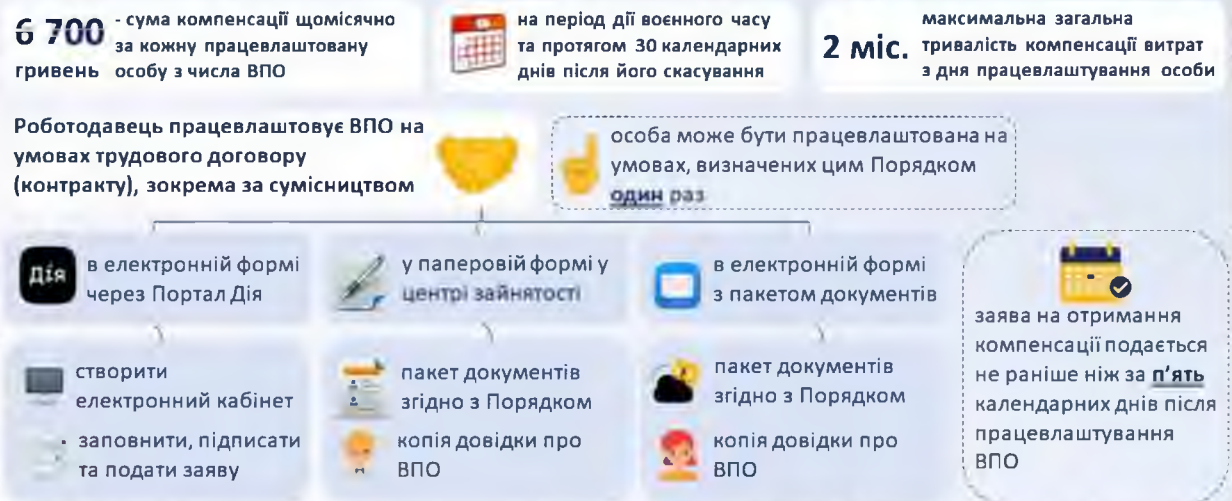 6 700 - сума компенсації щомісячно
за кожну працевлаштовану
гривень особу з числа ВПО
на період дії воєнного часу
та протягом 30 календарних
днів після його скасування
2 міс.
максимальна загальна
тривалість компенсації витрат
з дня працевлаштування особи
Роботодавець працевлаштовує ВПО на
умовах трудового договору
(контракту), зокрема за сумісництвом
особа може бути працевлаштована на
умовах, визначених цим Порядком
один раз
Дія
в електронній формі
через Портал Дія
у паперовій формі у
центрі зайнятості
в електронній формі
з пакетом документів
створити
електронний кабінет
заповнити, підписати
та подати заяву
пакет документів
згідно з Порядком
копія довідки про
ВПО
пакет документів
згідно з Порядком
копія довідки про
ВПО
заява на отримання
компенсації подається
не раніше ніж за п'ять
календарних днів після
працевлаштування
ВПО